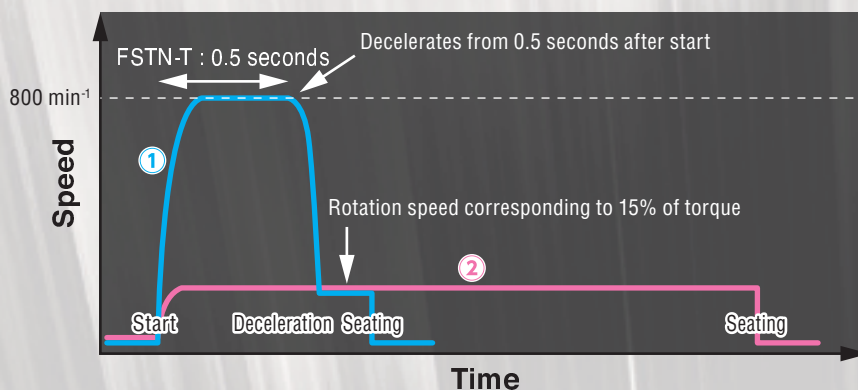 Decelerates from 0.5 seconds after start
FSTN-T : 0.5 seconds
800 min-1
1
Speed
Rotation speed corresponding to 15% of torque
2
Start
Deceleration
Seating
Seating
Time